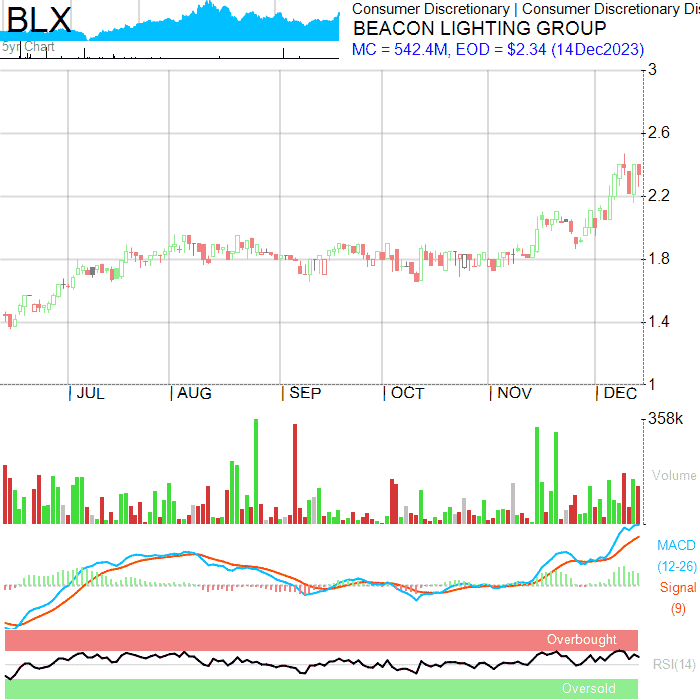 BLX
5yr Chart
Consumer Discretionary | Consumer Discretionary Dis
BEACON LIGHTING GROUP
MC = 542.4M, EOD = $2.34 (14Dec2023)
3
2.6
2.2
1.8
1.4
1
JUL AUG SEP OCT NOV DEC
358k
Volume
MACD
(12-26)
Signal
(9)
Overbought
RSI(14)
Oversold